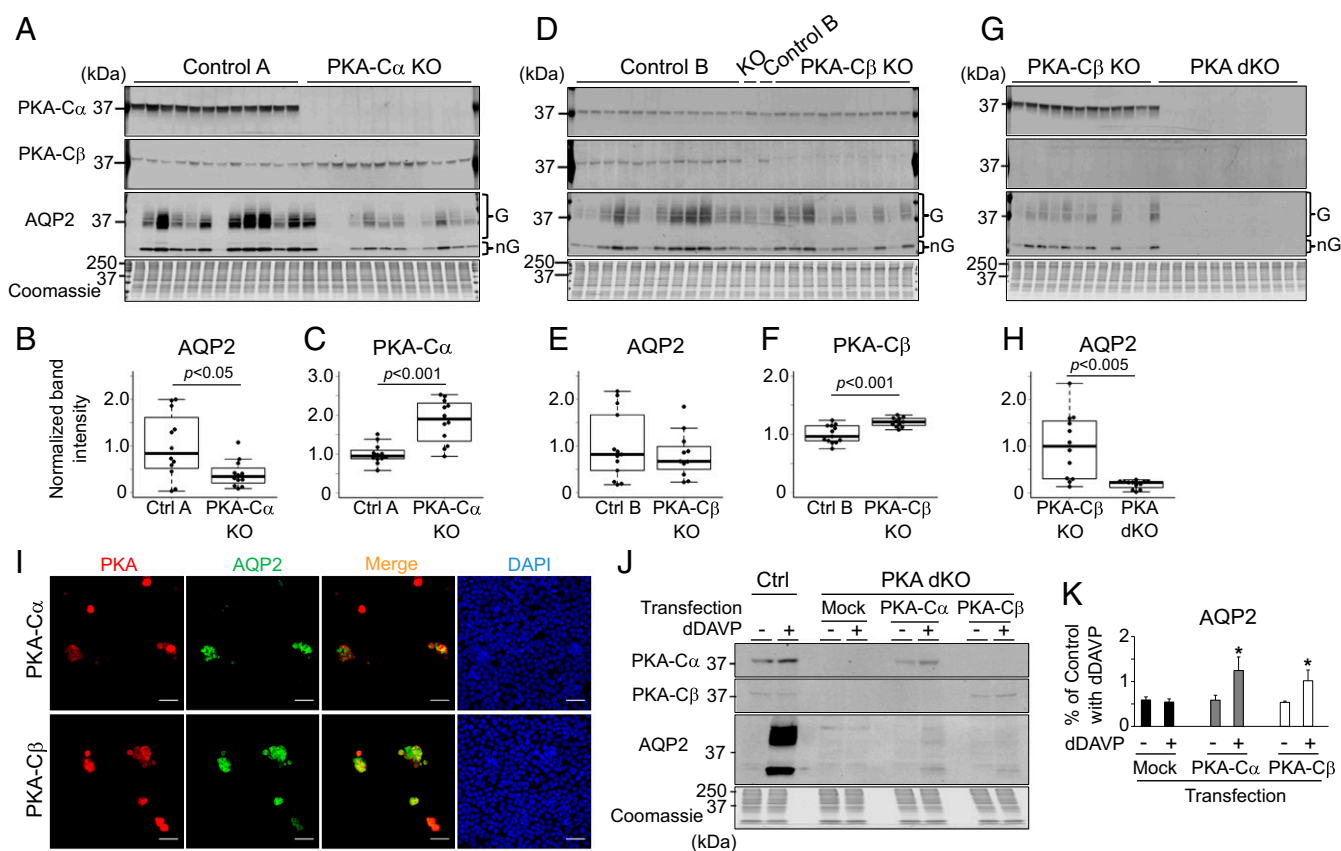 A
Control A PKA-Cα KO
(kDa)
PKA-Cα 37
PKA-Cβ 37
AQP2 37
G
nG
250
37
Coomassie
D
Control B KO Control B PKA-Cβ KO
37
37
37
G
nG
250
37
G
PKA-Cβ KO PKA dKO
(kDa)
37
37
37
G
nG
250
37
B
AQP2
p<0.05
Normalized band intensity
2.0
1.0
0
Ctrl A PKA-Cα KO
C
PKA-Cα
p<0.001
3.0
2.0
1.0
0
Ctrl A PKA-Cα KO
E
AQP2
2.0
1.0
0
Ctrl B PKA-Cβ KO
F
PKA-Cβ
p<0.001
2.0
1.0
0
Ctrl B PKA-Cβ KO
H
AQP2
p<0.005
2.0
1.0
0
PKA-Cβ KO PKA dKO
I
PKA AQP2 Merge DAPI
PKA-Cα
PKA-Cβ
J
Ctrl PKA dKO
Mock PKA-Cα PKA-Cβ
Transfection
dDAVP - + - + - + - +
PKA-Cα 37
PKA-Cβ 37
AQP2 37
250
37
Coomassie
(kDa)
K
AQP2
% of Control with dDAVP
2
1
0
* *
dDAVP - + - + - +
Mock PKA-Cα PKA-Cβ
Transfection